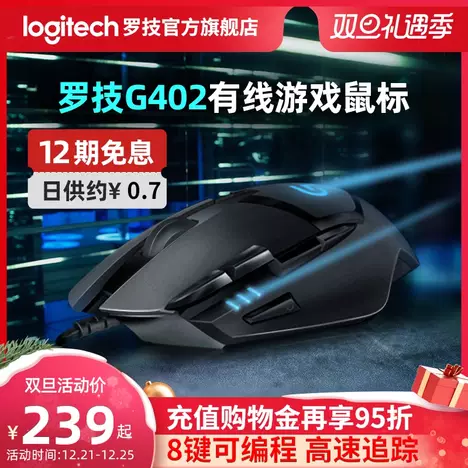 logitech 罗技官方旗舰店
双旦礼遇季
罗技G402有线游戏鼠标
12期免息
日供约¥ 0.7
双旦活动价
¥239起
活动时间:12.21-12.25
充值购物金再享95折
8键可编程 高速追踪